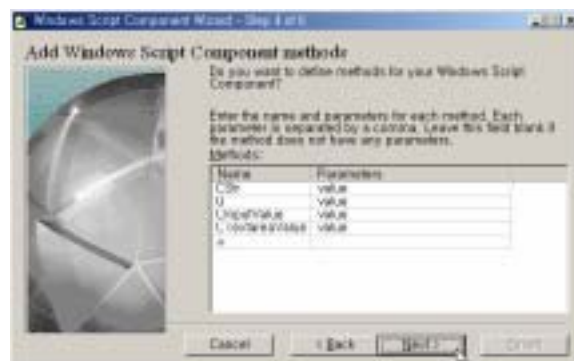 Windows Script Component Wizard - Step 4 of 6
Add Windows Script Component methods
Do you want to define methods for your Windows Script
Component?
Enter the name and parameters for each method. Each
parameter is separated by a comma. Leave this field blank if
the method does not have any parameters.
Methods:
Name Parameters
CStr value
U value
value
value
Cancel < Back Next >